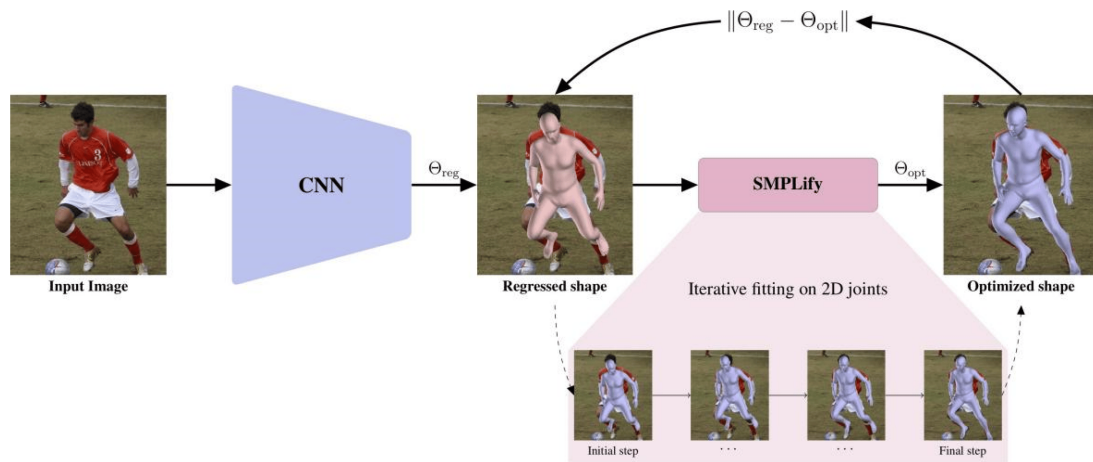 ‖Θreg − Θopt‖
3
CNN
Θreg
SMPLify
Θopt
Input Image
Regressed shape
Iterative fitting on 2D joints
Optimized shape
Initial step
. . .
. . .
Final step